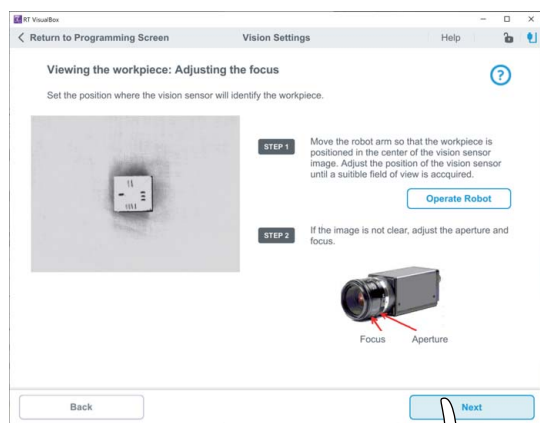 RT VisualBox
Return to Programming Screen
Vision Settings
Help
Viewing the workpiece: Adjusting the focus
?
Set the position where the vision sensor will identify the workpiece.
STEP 1
Move the robot arm so that the workpiece is
positioned in the center of the vision sensor
image. Adjust the position of the vision sensor
until a suitible field of view is accquired.
Operate Robot
STEP 2
If the image is not clear, adjust the aperture and
focus.
Focus
Aperture
Back
Next